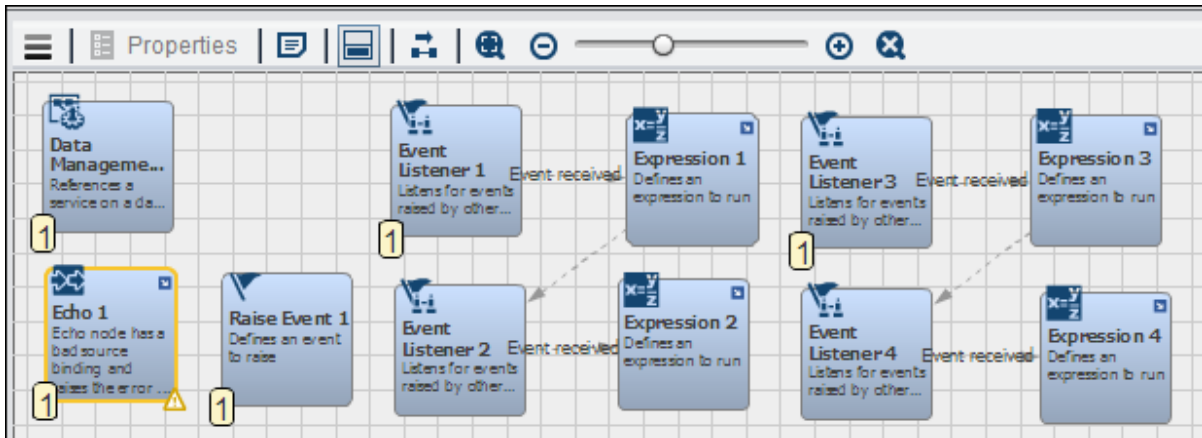 Properties
Data
Manageme...
References a
service on a da...
1
Event
Listener 1
Listens for events
raised by other...
1
Event received
x=y/z
Expression 1
Defines an
expression to run
Event
Listener 3
Listens for events
raised by other...
1
Event received
x=y/z
Expression 3
Defines an
expression to run
Echo 1
Echo node has a
bad source
binding and
raises the error ...
1
Raise Event 1
Defines an event
to raise
1
Event
Listener 2
Listens for events
raised by other...
Event received
x=y/z
Expression 2
Defines an
expression to run
Event
Listener 4
Listens for events
raised by other...
Event received
x=y/z
Expression 4
Defines an
expression to run